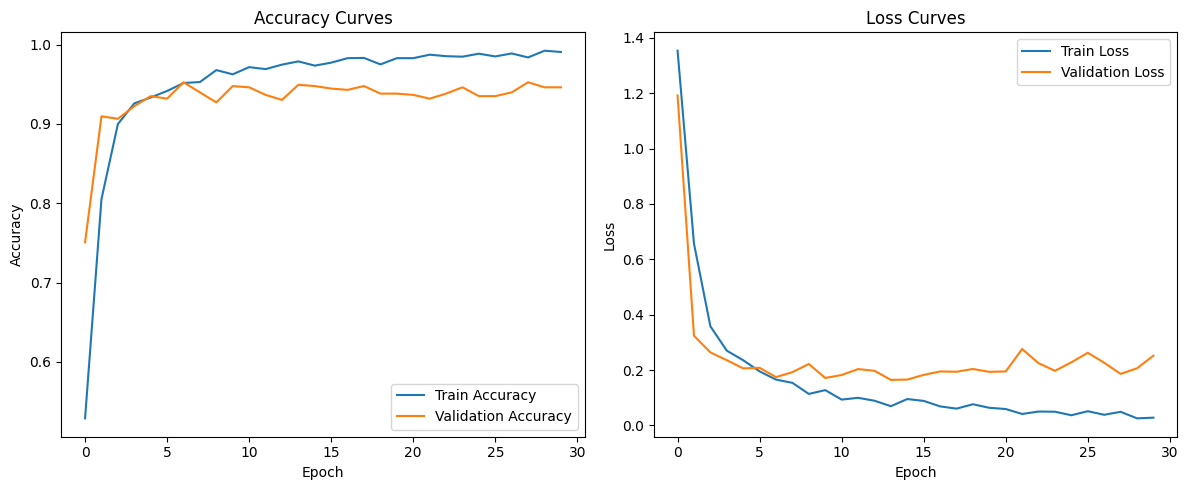 Accuracy Curves
1.0
0.9
0.8
0.7
0.6
Accuracy
0
5
10
15
20
25
30
Epoch
Train Accuracy
Validation Accuracy
Loss Curves
1.4
1.2
1.0
0.8
0.6
0.4
0.2
0.0
Loss
0
5
10
15
20
25
30
Epoch
Train Loss
Validation Loss